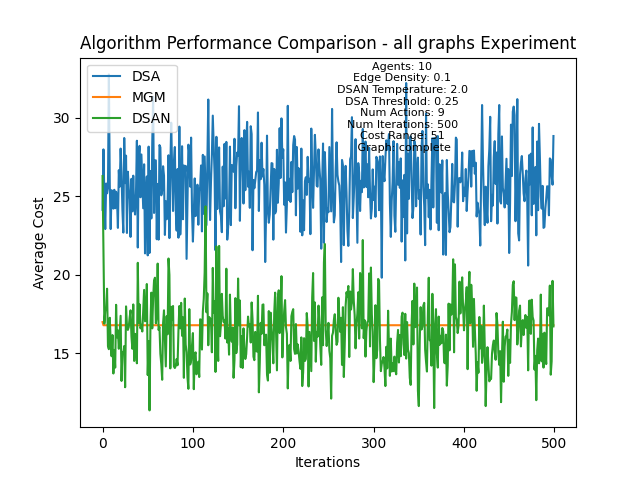 Algorithm Performance Comparison - all graphs Experiment
DSA
MGM
DSAN
Agents: 10
Edge Density: 0.1
DSAN Temperature: 2.0
DSA Threshold: 0.25
Num Actions: 9
Num Iterations: 500
Cost Range: 51
Graph: complete
Average Cost
30
25
20
15
0
100
200
300
400
500
Iterations